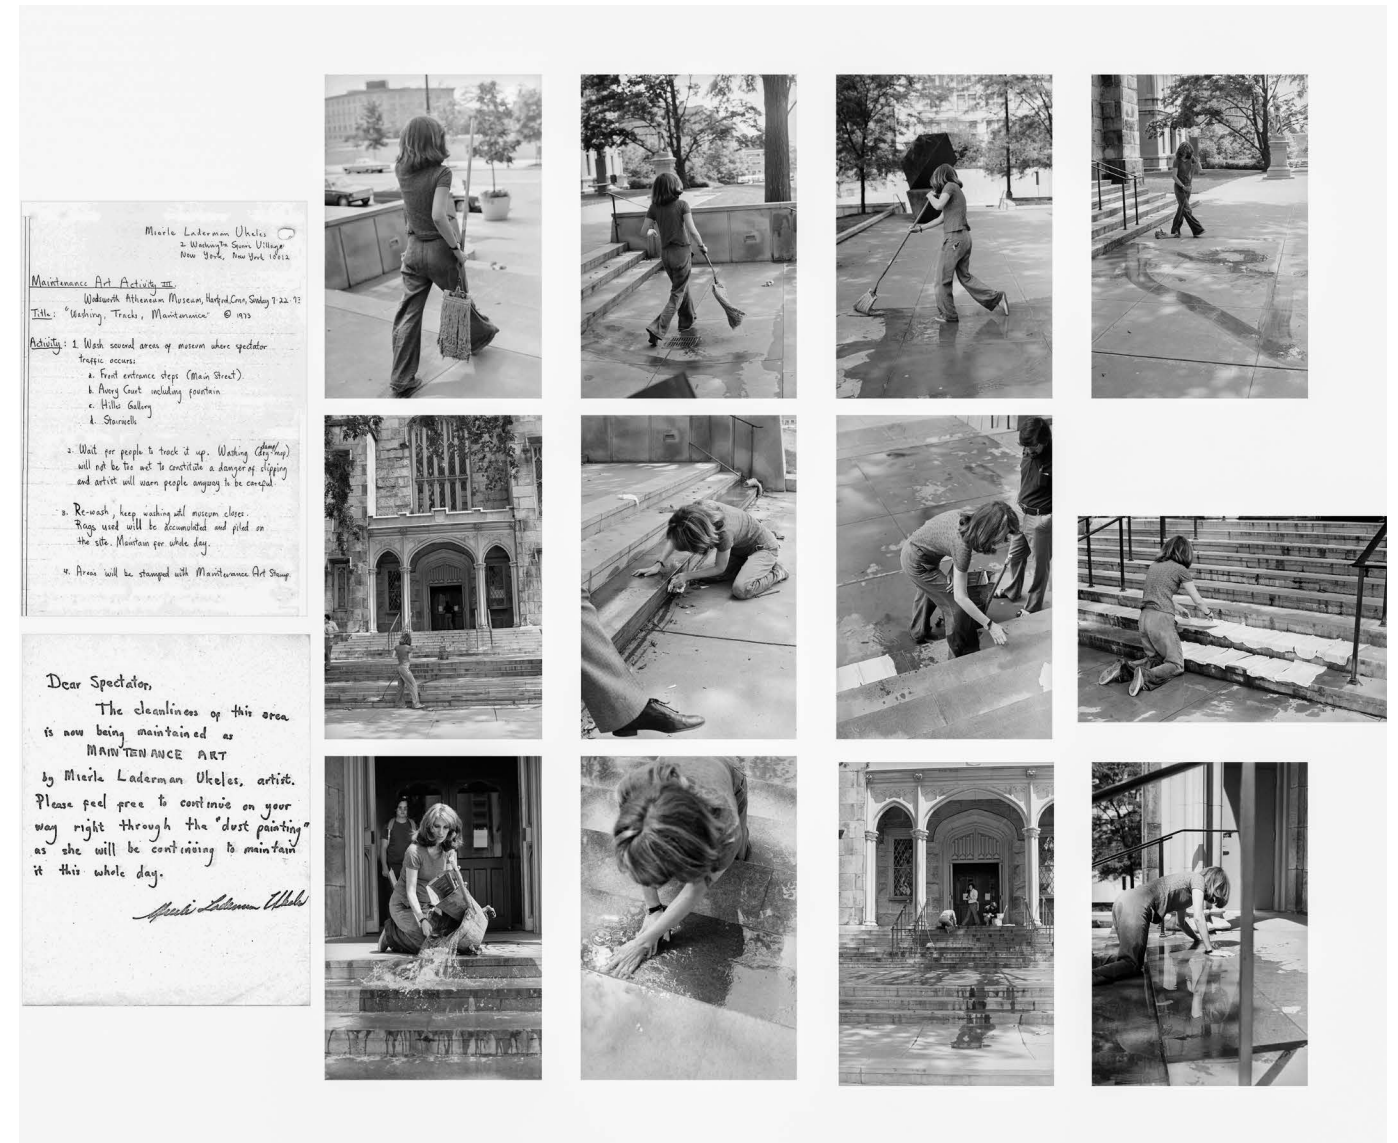 Mierle Laderman Ukeles
2 Washington Square Village
New York, New York 10012
Maintenance Art Activity III
Wadsworth Atheneum Museum, Hartford, Conn, Sunday 7·22·73
Title: "Washing, Tracks, Maintenance" © 1973
Activity: 1. Wash several areas of museum where spectator
traffic occurs:
a. Front entrance steps (Main Street)
b. Avery Court including fountain
c. Hills Gallery
d. Stairwells
2. Wait for people to track it up. Washing (damp/dry-mop)
will not be too wet to constitute a danger of slipping
and artist will warn people anyway to be careful.
3. Re-wash, keep washing until museum closes.
Rags used will be accumulated and piled on
the site. Maintain for whole day.
4. Areas will be stamped with Maintenance Art Stamp.
Dear Spectator,
The cleanliness of this area
is now being maintained as
MAINTENANCE ART
by Mierle Laderman Ukeles, artist.
Please feel free to continue on your
way right through the "dust painting"
as she will be continuing to maintain
it this whole day.
Mierle Laderman Ukeles